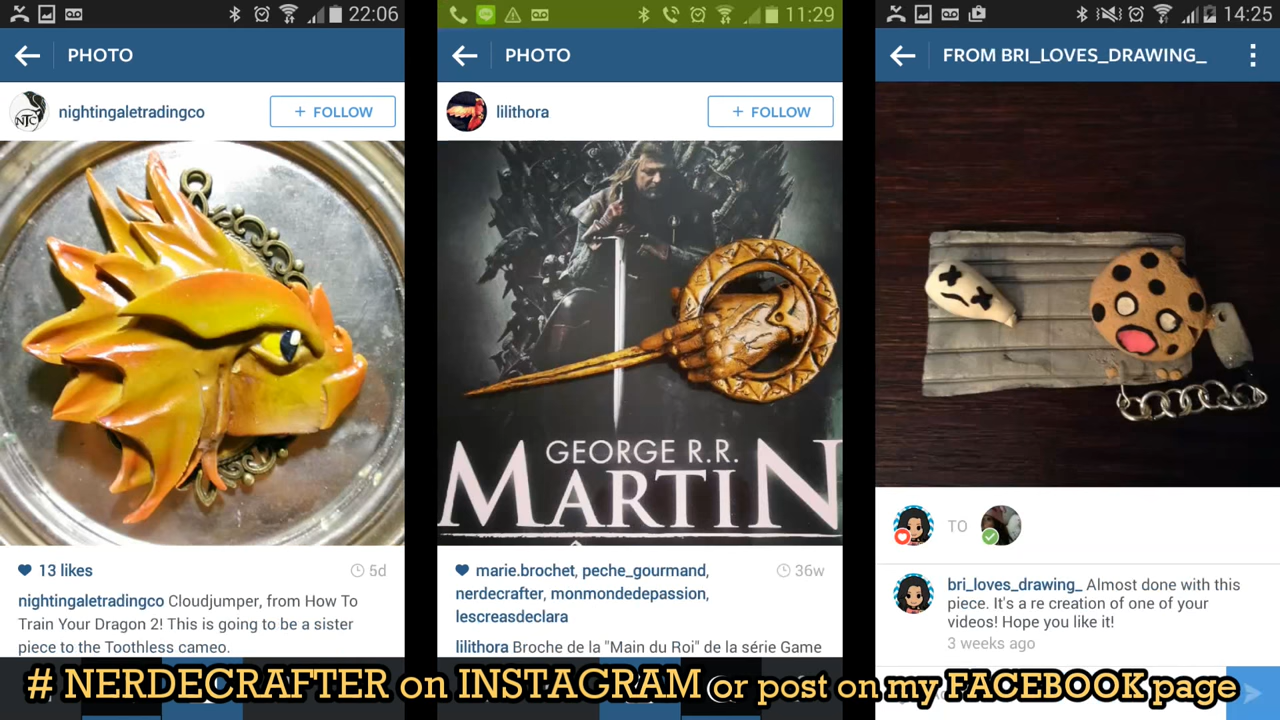 22:06
PHOTO
NTC
nightingaletradingco
+ FOLLOW
13 likes
5d
nightingaletradingco Cloudjumper, from How To
Train Your Dragon 2! This is going to be a sister
piece to the Toothless cameo.
11:29
PHOTO
lilithora
+ FOLLOW
GEORGE R.R.
MARTIN
marie.brochet, peche_gourmand,
36w
nerdecrafter, monmondedepassion,
lescreasdeclara
lilithora Broche de la "Main du Roi" de la série Game
14:25
FROM BRI_LOVES_DRAWING_
TO
bri_loves_drawing_ Almost done with this
piece. It's a re creation of one of your
videos! Hope you like it!
3 weeks ago
# NERDECRAFTER on INSTAGRAM or post on my FACEBOOK page